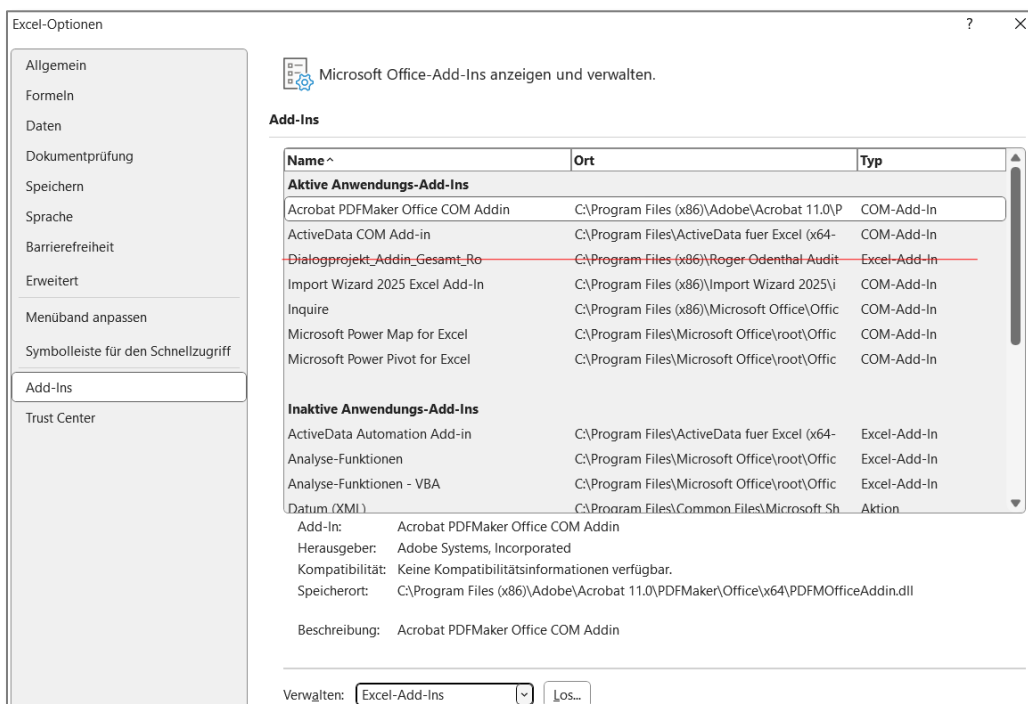 Excel-Optionen ? ×
Allgemein
Formeln
Daten
Dokumentprüfung
Speichern
Sprache
Barrierefreiheit
Erweitert
Menüband anpassen
Symbolleiste für den Schnellzugriff
Add-Ins
Trust Center
Microsoft Office-Add-Ins anzeigen und verwalten.
Add-Ins
Name Ort Typ
Aktive Anwendungs-Add-Ins
Acrobat PDFMaker Office COM Addin C:\Program Files (x86)\Adobe\Acrobat 11.0\P COM-Add-In
ActiveData COM Add-in C:\Program Files\ActiveData fuer Excel (x64- COM-Add-In
Dialogprojekt_Addin_Gesamt_Ro C:\Program Files (x86)\Roger Odenthal Audit Excel-Add-In
Import Wizard 2025 Excel Add-In C:\Program Files (x86)\Import Wizard 2025\i COM-Add-In
Inquire C:\Program Files (x86)\Microsoft Office\Offic COM-Add-In
Microsoft Power Map for Excel C:\Program Files\Microsoft Office\root\Offic COM-Add-In
Microsoft Power Pivot for Excel C:\Program Files\Microsoft Office\root\Offic COM-Add-In
Inaktive Anwendungs-Add-Ins
ActiveData Automation Add-in C:\Program Files\ActiveData fuer Excel (x64- Excel-Add-In
Analyse-Funktionen C:\Program Files\Microsoft Office\root\Offic Excel-Add-In
Analyse-Funktionen - VBA C:\Program Files\Microsoft Office\root\Offic Excel-Add-In
Datum (XML) C:\Program Files\Common Files\Microsoft Sh Aktion
Add-In: Acrobat PDFMaker Office COM Addin
Herausgeber: Adobe Systems, Incorporated
Kompatibilität: Keine Kompatibilitätsinformationen verfügbar.
Speicherort: C:\Program Files (x86)\Adobe\Acrobat 11.0\PDFMaker\Office\x64\PDFMOfficeAddin.dll
Beschreibung: Acrobat PDFMaker Office COM Addin
Verwalten: Excel-Add-Ins Los...